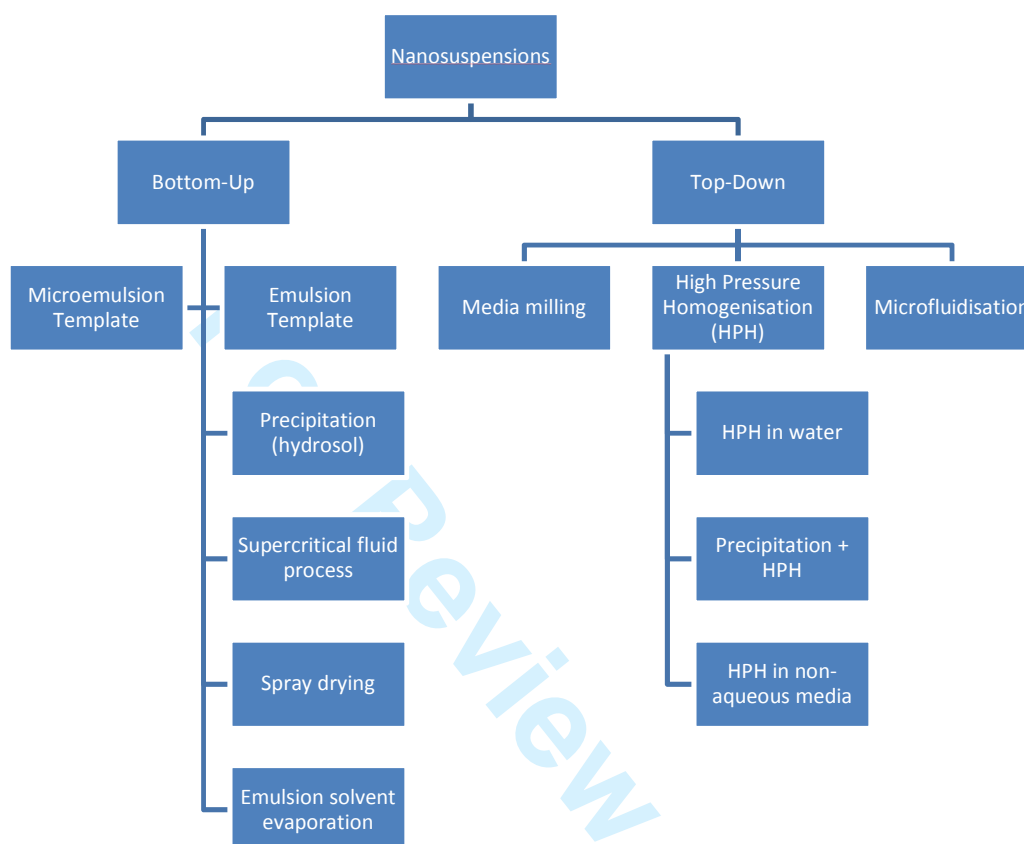 Nanosuspensions
Bottom-Up
Top-Down
Microemulsion
Template
Emulsion
Template
Media milling
High Pressure
Homogenisation
(HPH)
Microfluidisation
Precipitation
(hydrosol)
HPH in water
Supercritical fluid
process
Precipitation +
HPH
Spray drying
HPH in non-
aqueous media
Emulsion solvent
evaporation
Review